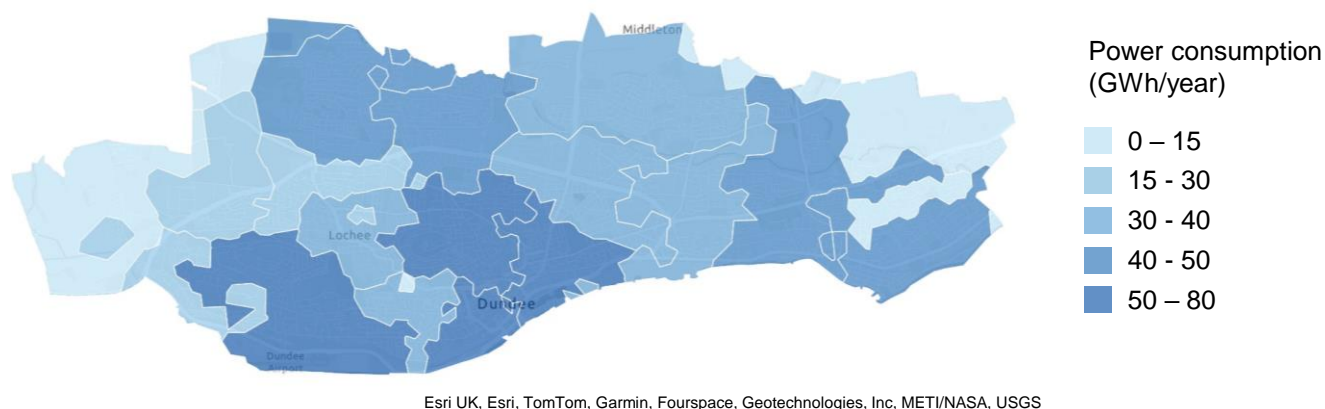 Middleton
Lochee
Dundee
Dundee
Airport
Power consumption
(GWh/year)
0 – 15
15 - 30
30 - 40
40 - 50
50 – 80
Esri UK, Esri, TomTom, Garmin, Fourspace, Geotechnologies, Inc, METI/NASA, USGS